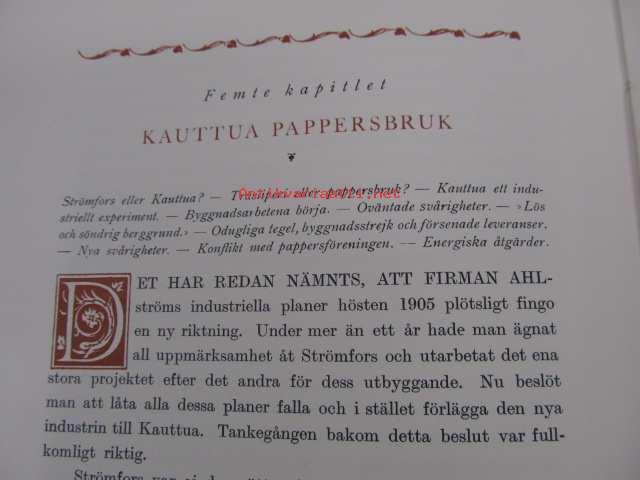 Femte kapitlet
KAUTTUA PAPPERSBRUK
Strömfors eller Kauttua? — Träsliperi eller pappersbruk? — Kauttua ett indu-
striellt experiment. — Byggnadsarbetena börja. — Oväntade svårigheter. — ›Lös
och söndrig berggrund.› — Odugliga tegel, byggnadsstrejk och försenade leveranser.
— Nya svårigheter. — Konflikt med pappersföreningen. — Energiska åtgärder.
DET HAR REDAN NÄMNTS, ATT FIRMAN AHL-
ströms industriella planer hösten 1905 plötsligt fingo
en ny riktning. Under mer än ett år hade man ägnat
all uppmärksamhet åt Strömfors och utarbetat det ena
stora projektet efter det andra för dess utbyggande. Nu beslöt
man att låta alla dessa planer falla och i stället förlägga den nya
industrin till Kauttua. Tankegången bakom detta beslut var full-
komligt riktig.
Strömfors var